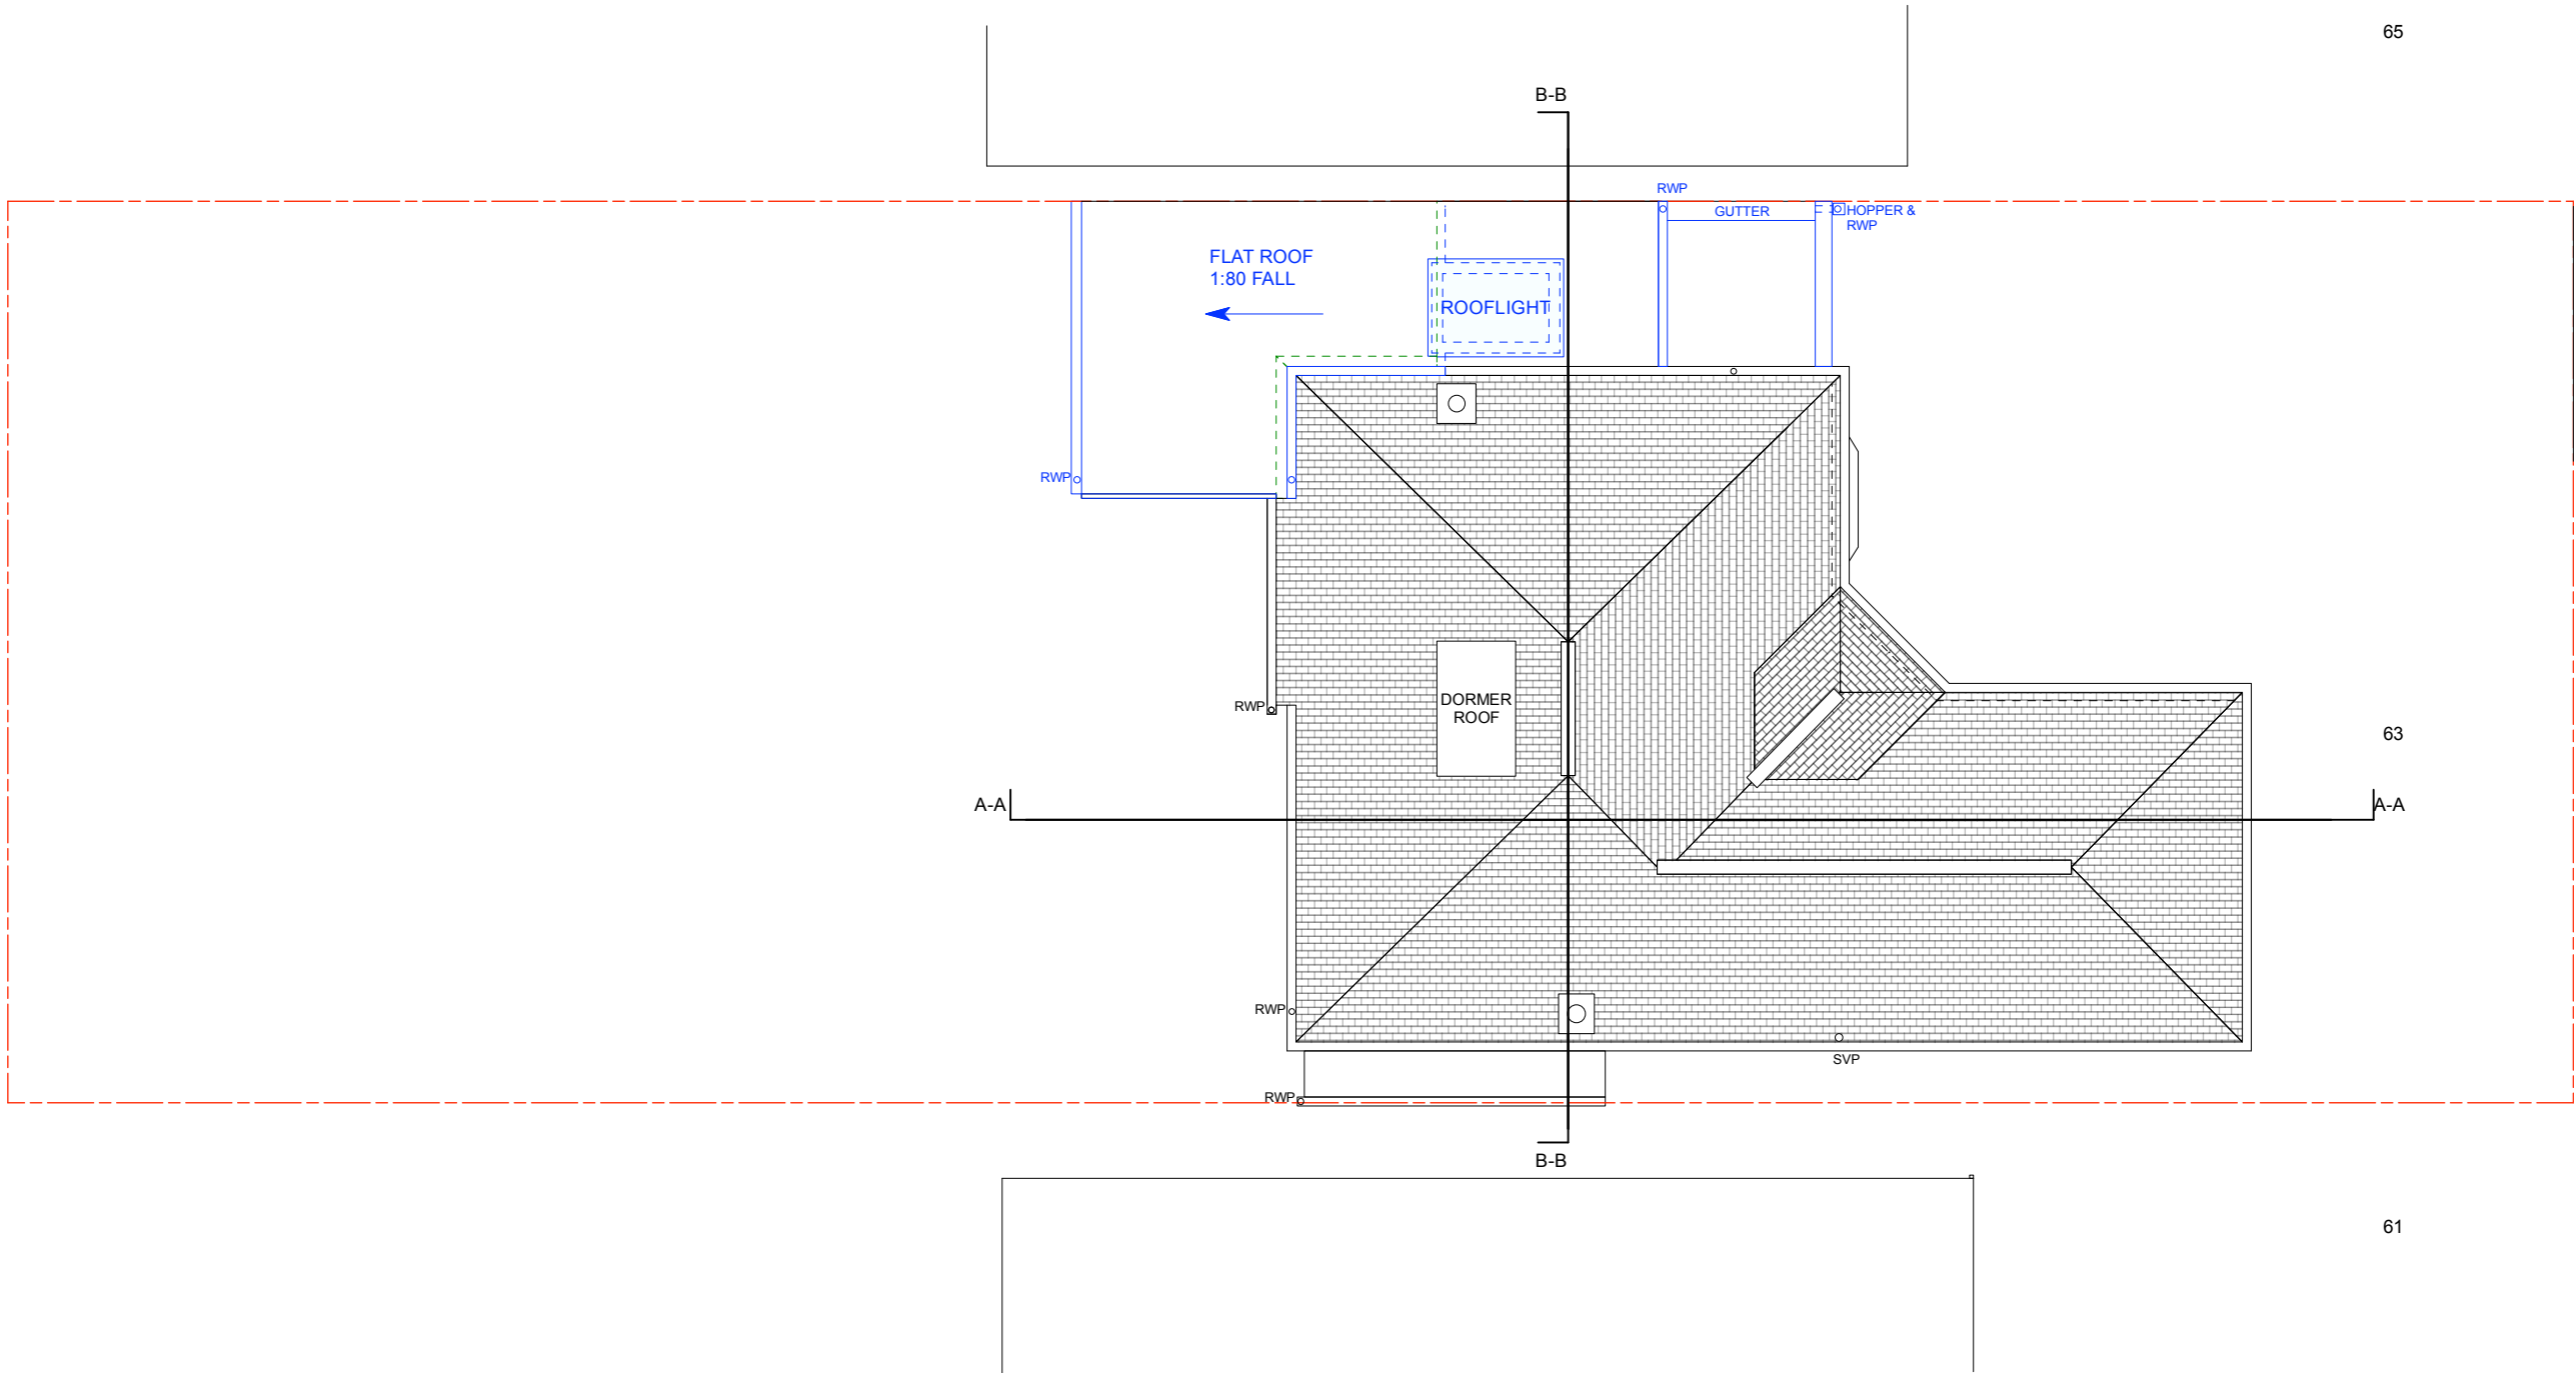 65
B-B
RWP
GUTTER
HOPPER &
RWP
FLAT ROOF
1:80 FALL
ROOFLIGHT
RWP
DORMER
ROOF
RWP
63
A-A
A-A
RWP
SVP
RWP
B-B
61